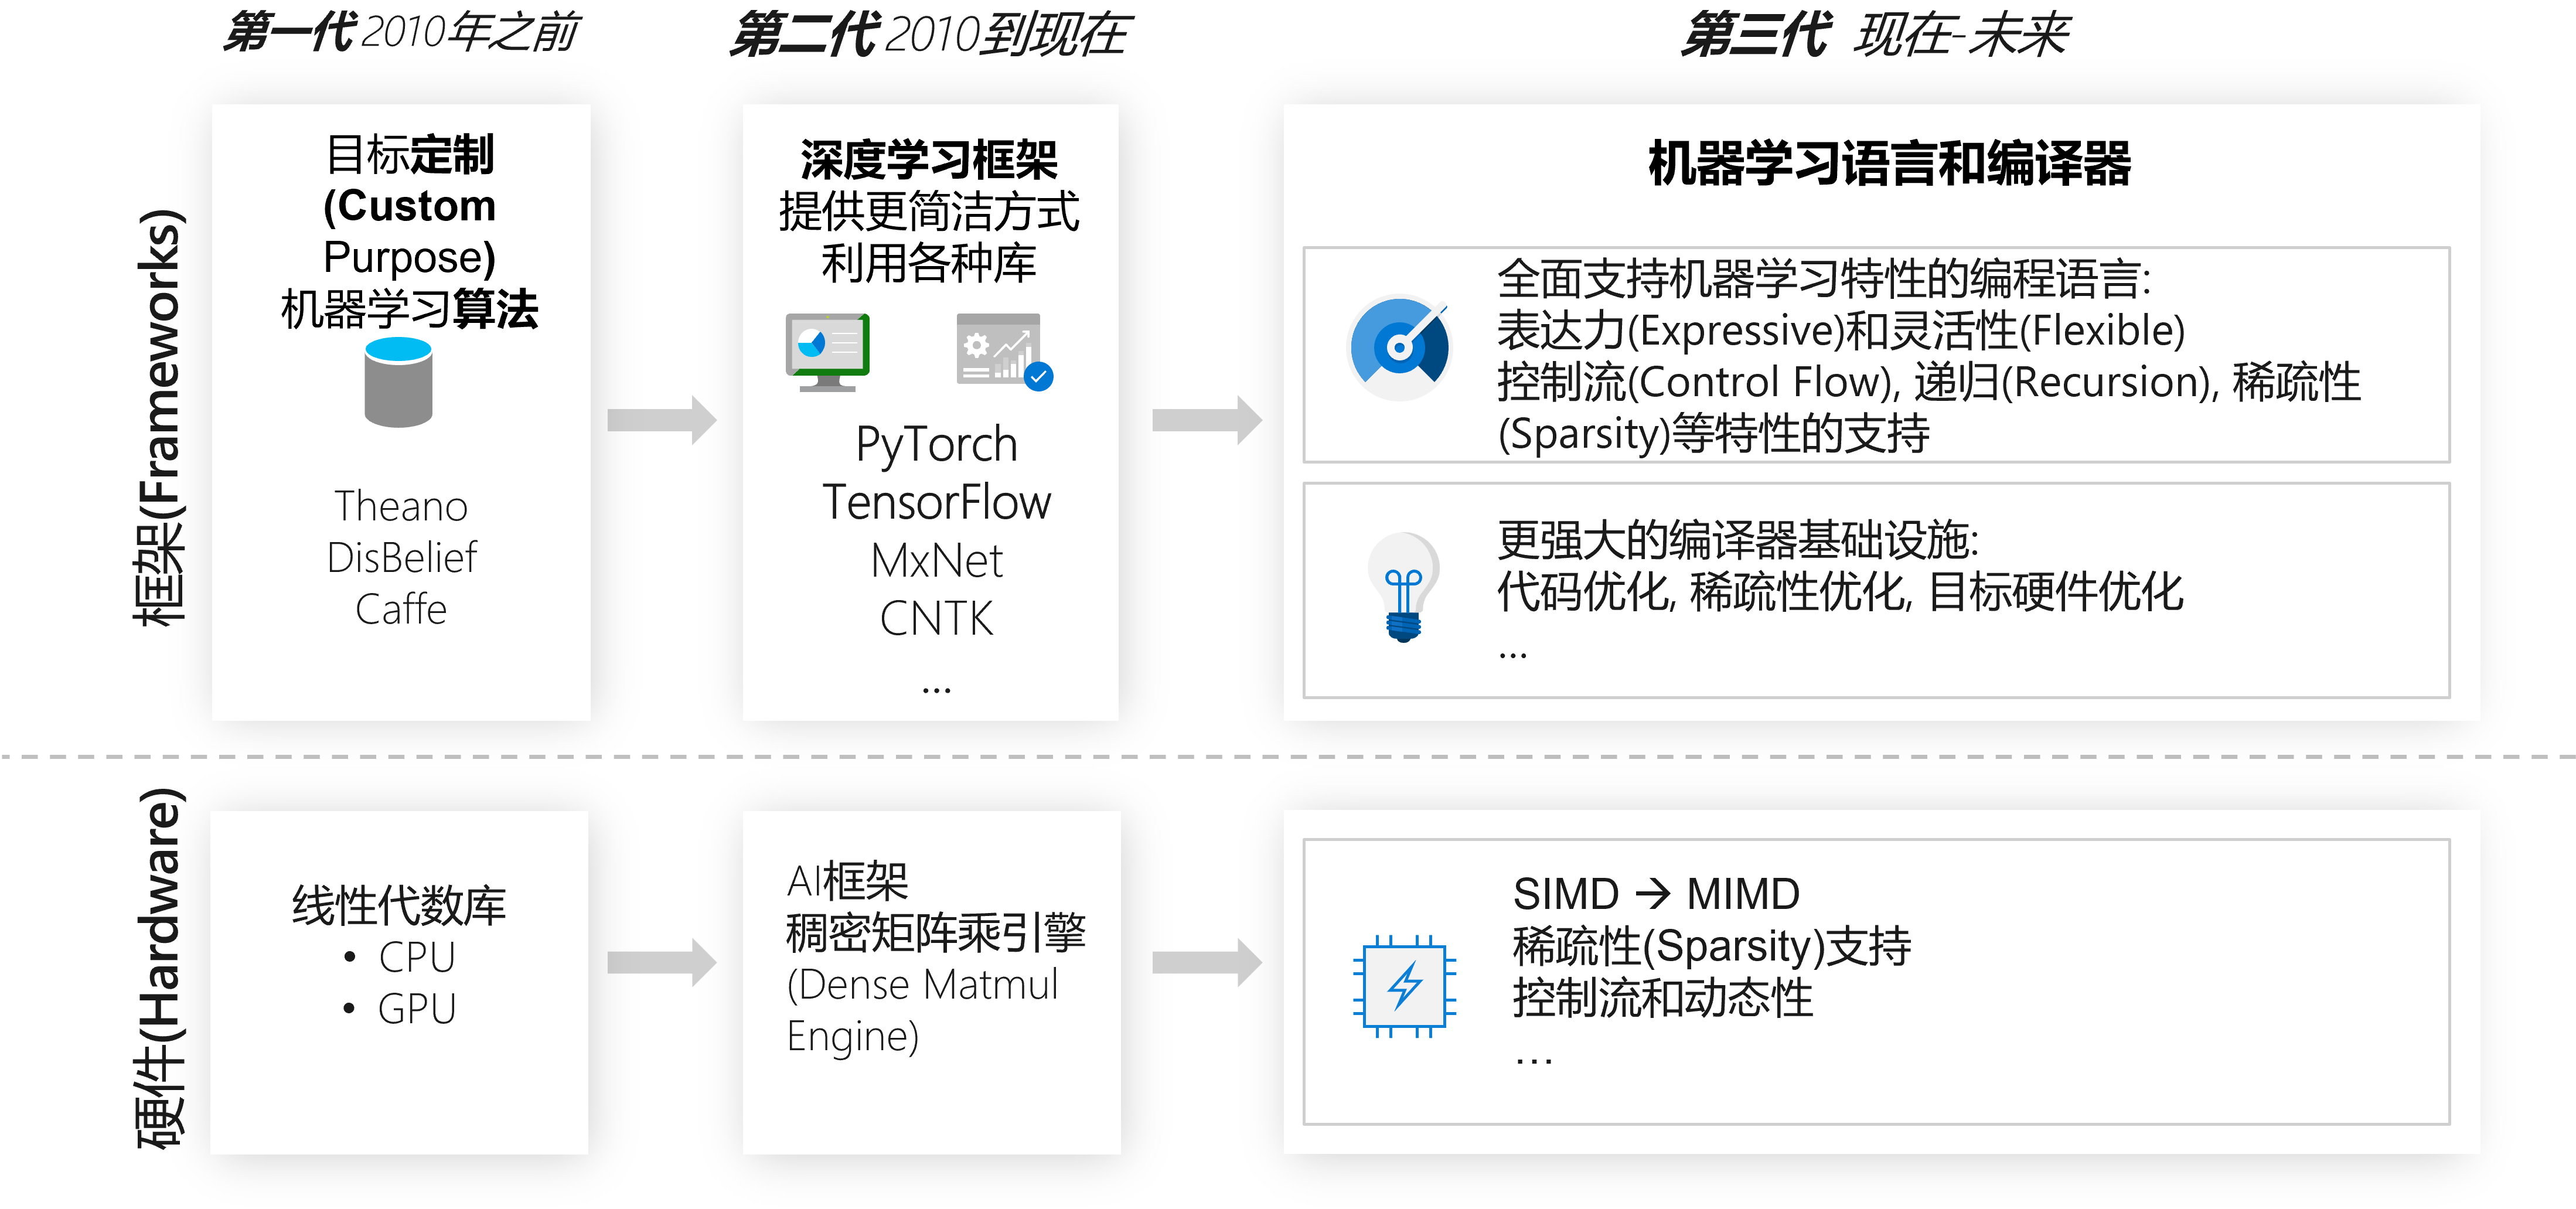 第一代 2010年之前
第二代 2010到现在
第三代 现在-未来
框架(Frameworks)
目标定制
(Custom
Purpose)
机器学习算法
Theano
DisBelief
Caffe
深度学习框架
提供更简洁方式
利用各种库
PyTorch
TensorFlow
MxNet
CNTK
...
机器学习语言和编译器
全面支持机器学习特性的编程语言:
表达力(Expressive)和灵活性(Flexible)
控制流(Control Flow), 递归(Recursion), 稀疏性
(Sparsity)等特性的支持
更强大的编译器基础设施:
代码优化, 稀疏性优化, 目标硬件优化
...
硬件(Hardware)
线性代数库
• CPU
• GPU
AI框架
稠密矩阵乘引擎
(Dense Matmul
Engine)
SIMD → MIMD
稀疏性(Sparsity)支持
控制流和动态性
...